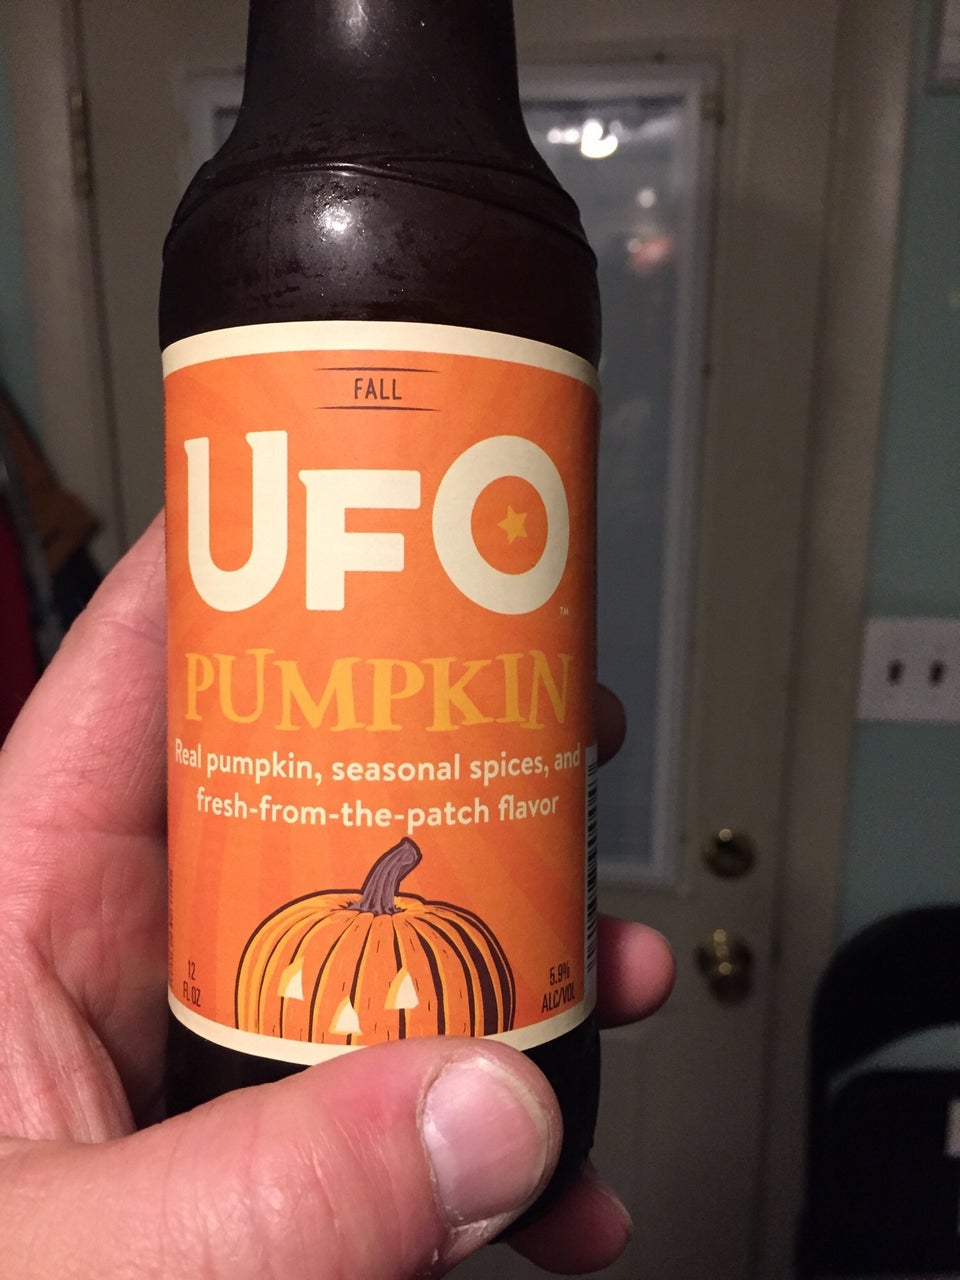 FALL
UFO
TM
PUMPKIN
Real pumpkin, seasonal spices, and
fresh-from-the-patch flavor
12
FL OZ
5.9%
ALC/VOL